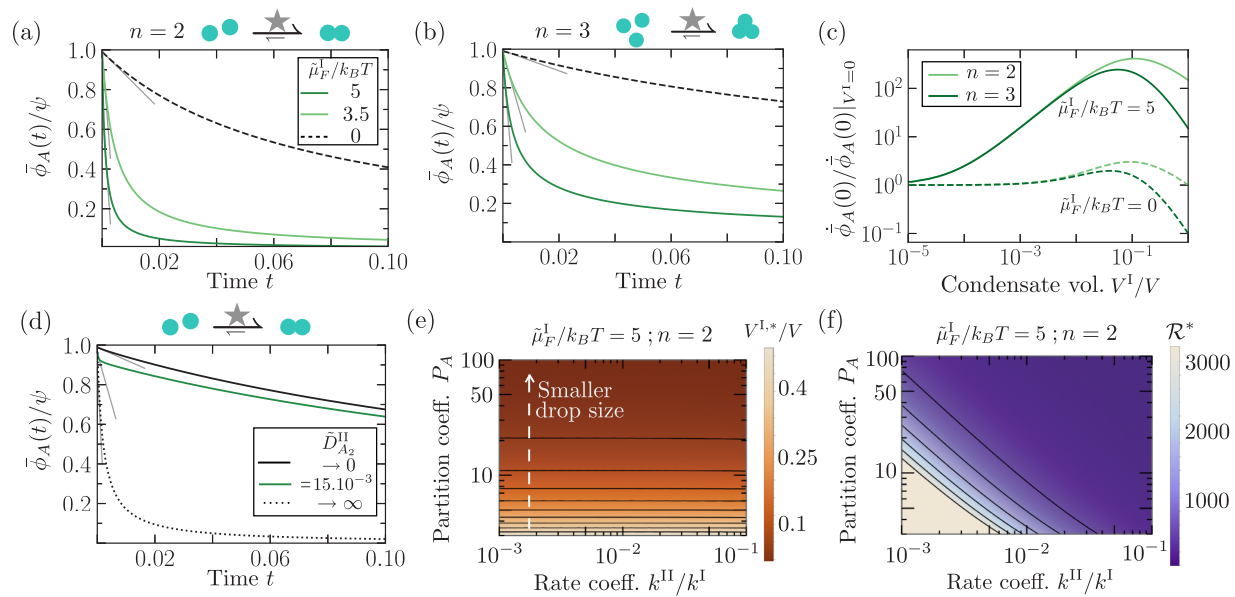 (a)
n = 2
1.0
0.8
0.6
0.4
0.2
0.02
0.06
0.10
Time t
ϕ̄_A(t)/ψ
μ̃_F^I/k_BT
5
3.5
0
(b)
n = 3
1.0
0.8
0.6
0.4
0.2
0.02
0.06
0.10
Time t
ϕ̄_A(t)/ψ
(c)
n = 2
n = 3
μ̃_F^I/k_BT = 5
μ̃_F^I/k_BT = 0
10^2
10^1
10^0
10^−1
10^−5
10^−3
10^−1
Condensate vol. V^I/V
ϕ̄̇_A(0)/ϕ̄̇_A(0)|_{V^I=0}
(d)
1.0
0.8
0.6
0.4
0.2
0.02
0.06
0.10
Time t
ϕ̄_A(t)/ψ
D̃_{A_2}^{II}
→ 0
= 15.10^−3
→ ∞
(e)
μ̃_F^I/k_BT = 5 ; n = 2
V^{I,*}/V
100
50
10
Smaller
drop size
10^−3
10^−2
10^−1
Rate coeff. k^II/k^I
Partition coeff. P_A
0.4
0.25
0.1
(f)
μ̃_F^I/k_BT = 5 ; n = 2
R*
100
50
10
10^−3
10^−2
10^−1
Rate coeff. k^II/k^I
Partition coeff. P_A
3000
2000
1000